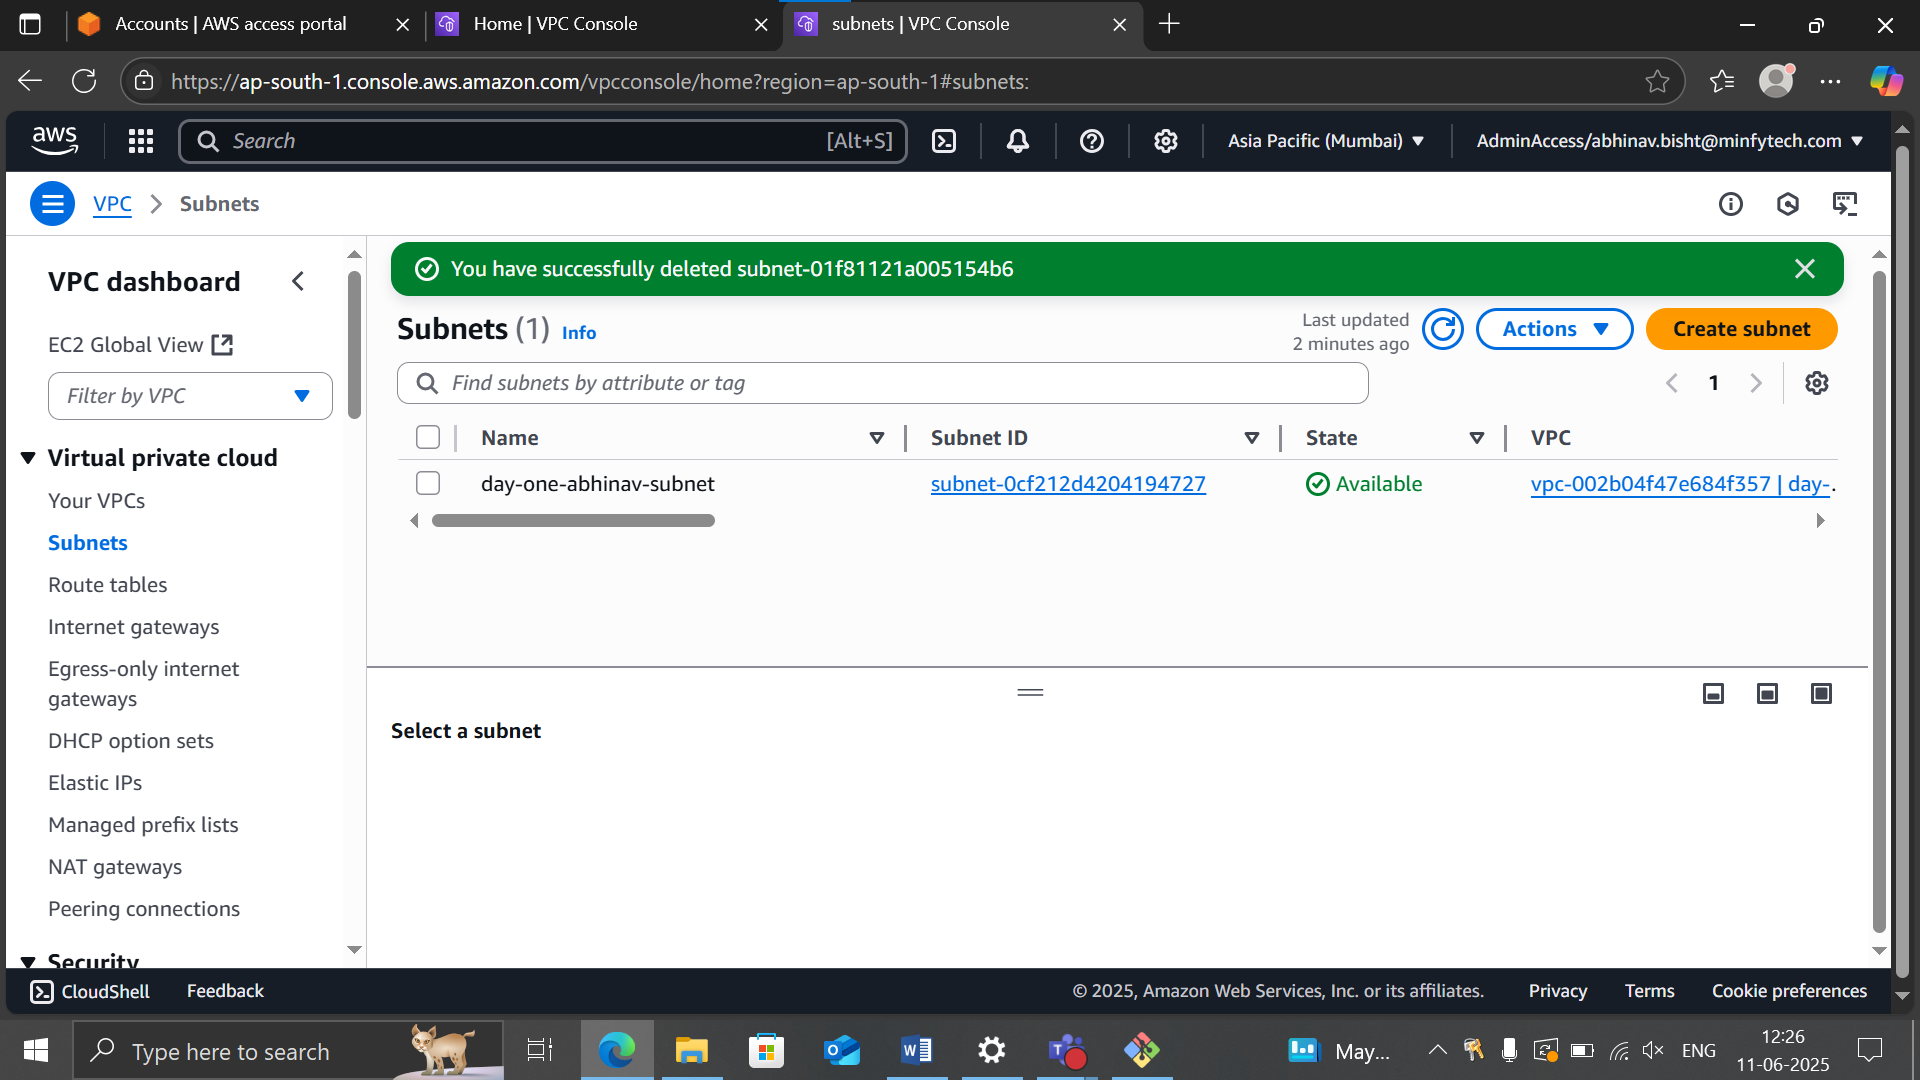 Accounts | AWS access portal
Home | VPC Console
subnets | VPC Console
https://ap-south-1.console.aws.amazon.com/vpcconsole/home?region=ap-south-1#subnets:
aws
Search
[Alt+S]
Asia Pacific (Mumbai)
AdminAccess/abhinav.bisht@minfytech.com
VPC
Subnets
VPC dashboard
EC2 Global View
Filter by VPC
Virtual private cloud
Your VPCs
Subnets
Route tables
Internet gateways
Egress-only internet
gateways
DHCP option sets
Elastic IPs
Managed prefix lists
NAT gateways
Peering connections
Security
You have successfully deleted subnet-01f81121a005154b6
Subnets (1) Info
Last updated
2 minutes ago
Actions
Create subnet
Find subnets by attribute or tag
1
Name
Subnet ID
State
VPC
day-one-abhinav-subnet
subnet-0cf212d4204194727
Available
vpc-002b04f47e684f357 | day-.
Select a subnet
CloudShell
Feedback
© 2025, Amazon Web Services, Inc. or its affiliates.
Privacy
Terms
Cookie preferences
Type here to search
May...
ENG
12:26
11-06-2025